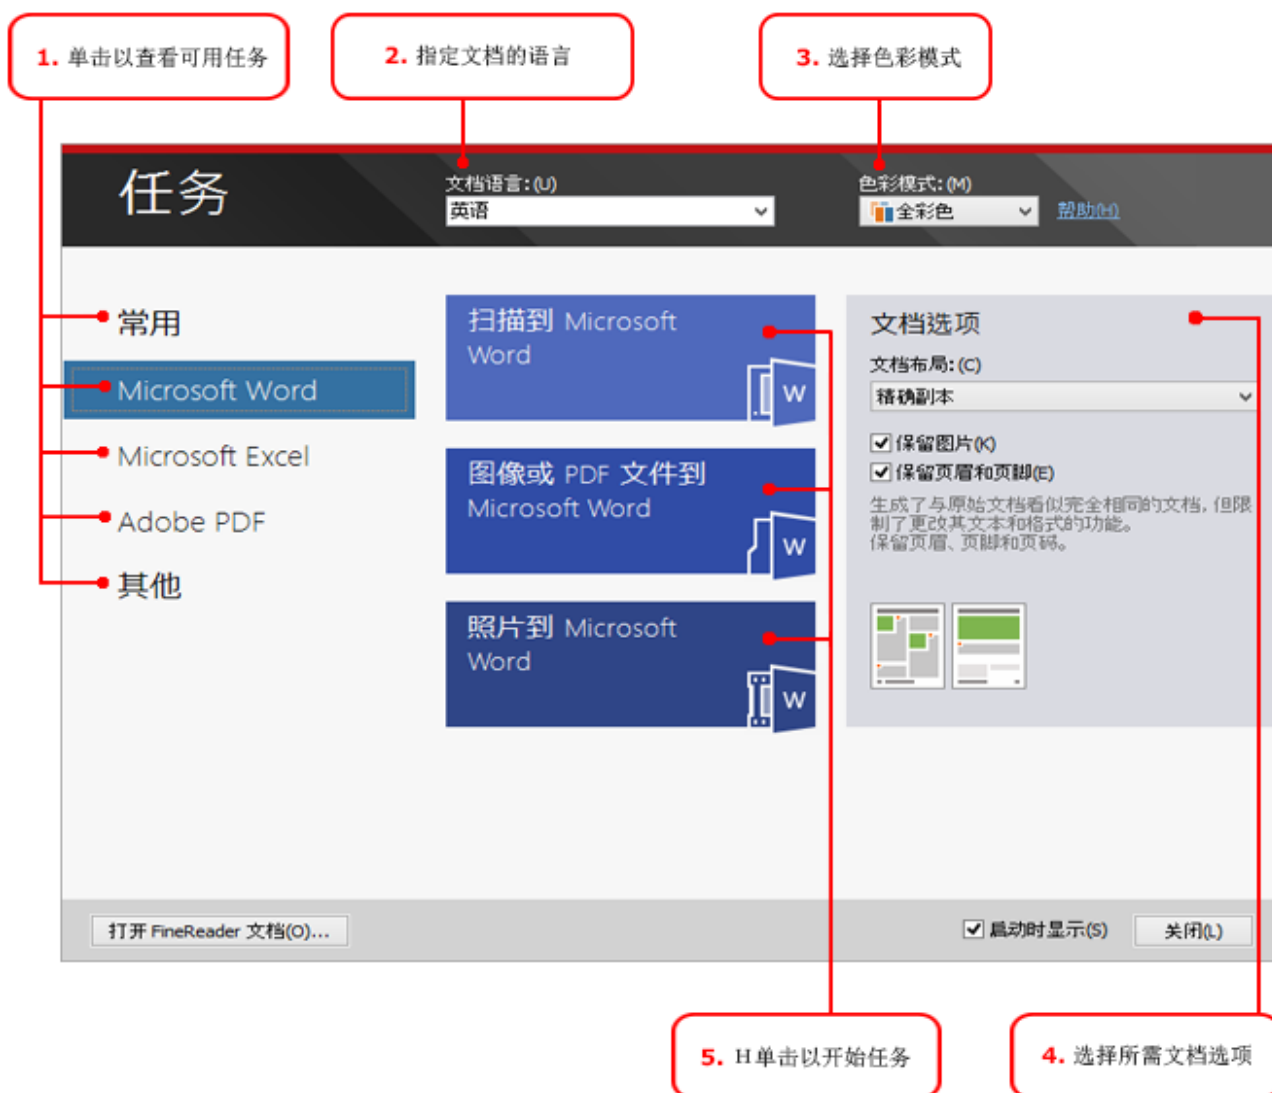 1. 单击以查看可用任务
2. 指定文档的语言
3. 选择色彩模式
任务
文档语言:(U)
英语
色彩模式:(M)
全彩色
帮助(H)
常用
Microsoft Word
Microsoft Excel
Adobe PDF
其他
扫描到 Microsoft
Word
W
图像或 PDF 文件到
Microsoft Word
W
照片到 Microsoft
Word
W
文档选项
文档布局:(C)
精确副本
保留图片(K)
保留页眉和页脚(E)
生成了与原始文档看似完全相同的文档, 但限
制了更改其文本和格式的功能。
保留页眉、页脚和页码。
打开 FineReader 文档(O)...
启动时显示(S)
关闭(L)
5. H单击以开始任务
4. 选择所需文档选项